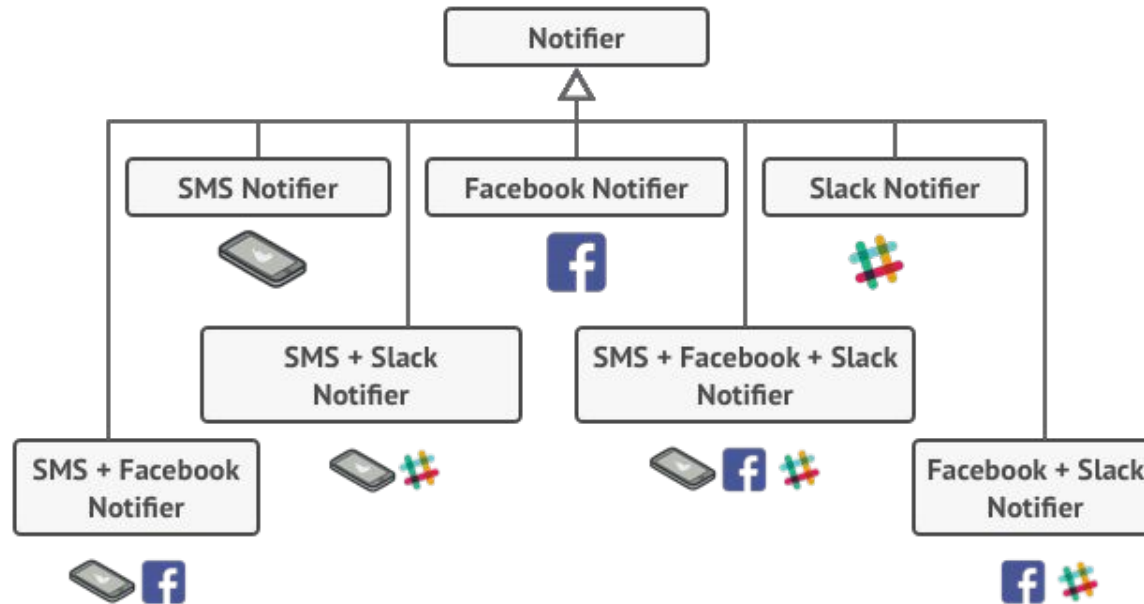 Notifier
SMS Notifier
Facebook Notifier
Slack Notifier
SMS + Slack
Notifier
SMS + Facebook + Slack
Notifier
SMS + Facebook
Notifier
Facebook + Slack
Notifier